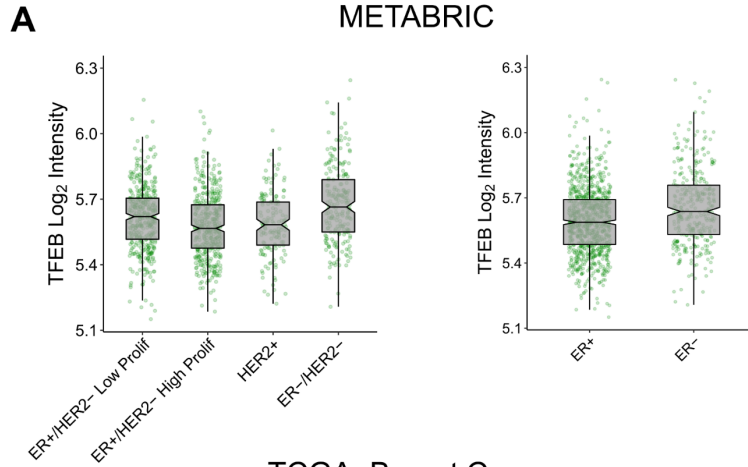 A
METABRIC
TFEB Log₂ Intensity
6.3
6.0
5.7
5.4
5.1
ER+/HER2− Low Prolif
ER+/HER2− High Prolif
HER2+
ER−/HER2−
TFEB Log₂ Intensity
6.3
6.0
5.7
5.4
5.1
ER+
ER−